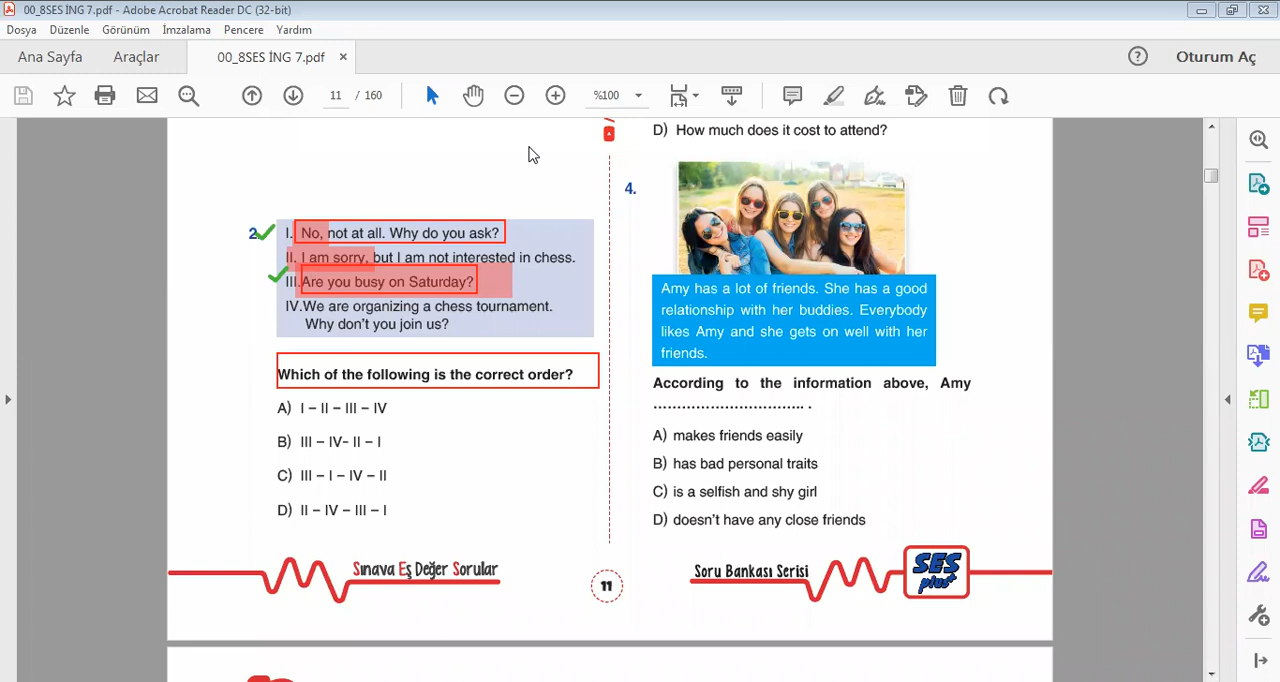 00_8SES İNG 7.pdf - Adobe Acrobat Reader DC (32-bit)
Dosya Düzenle Görünüm İmzalama Pencere Yardım
Ana Sayfa Araçlar 00_8SES İNG 7.pdf × Oturum Aç
11 / 160 %100
2.
I. No, not at all. Why do you ask?
II. I am sorry, but I am not interested in chess.
III. Are you busy on Saturday?
IV. We are organizing a chess tournament.
Why don't you join us?
Which of the following is the correct order?
A) I – II – III – IV
B) III – IV- II – I
C) III – I – IV – II
D) II – IV – III – I
D) How much does it cost to attend?
4.
Amy has a lot of friends. She has a good
relationship with her buddies. Everybody
likes Amy and she gets on well with her
friends.
According to the information above, Amy
................................. .
A) makes friends easily
B) has bad personal traits
C) is a selfish and shy girl
D) doesn't have any close friends
Sınava Eş Değer Sorular
11
Soru Bankası Serisi
SES
plus+